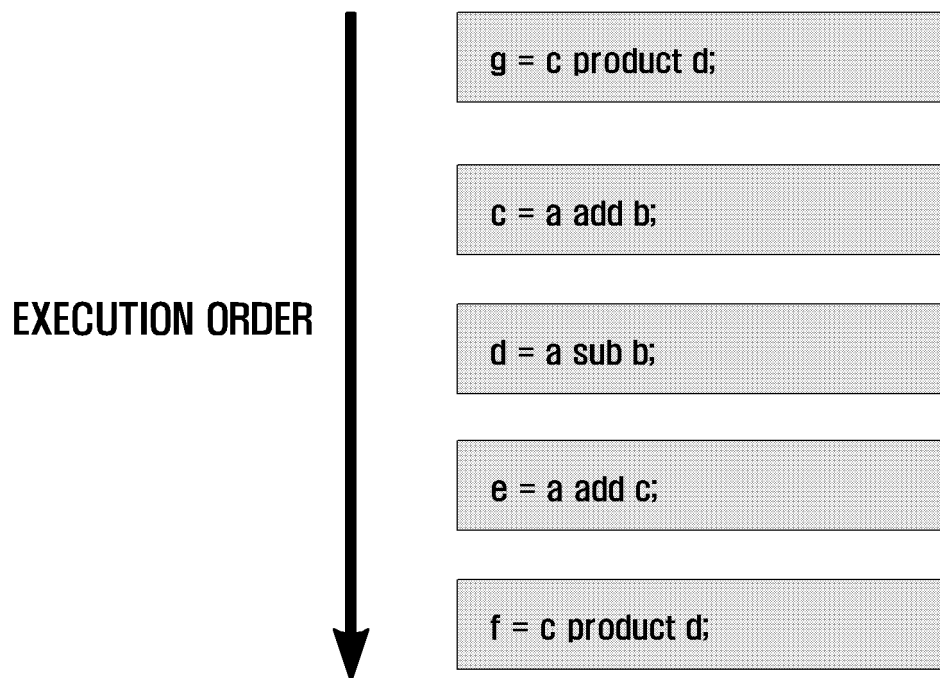 g = c product d;
c = a add b;
EXECUTION ORDER
d = a sub b;
e = a add c;
f = c product d;